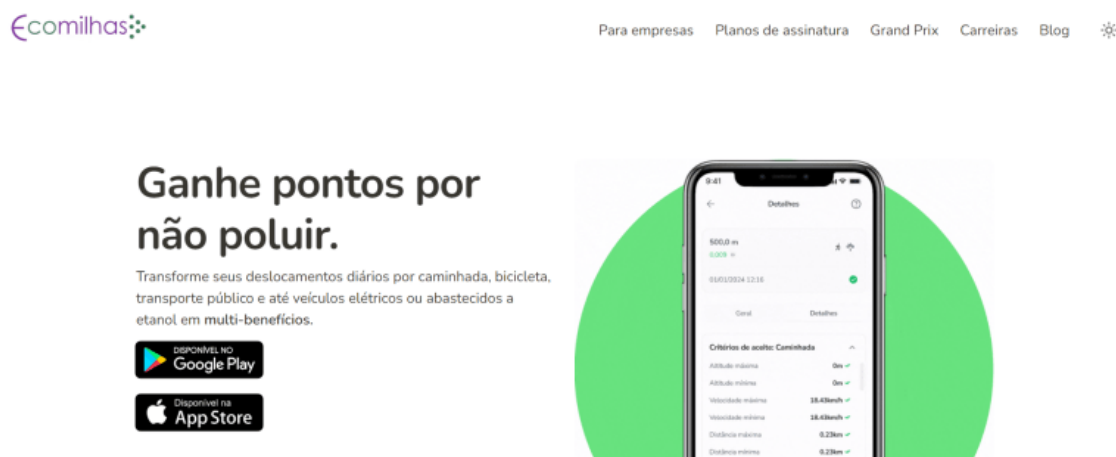 Ecomilhas
Para empresas Planos de assinatura Grand Prix Carreiras Blog
Ganhe pontos por
não poluir.
Transforme seus deslocamentos diários por caminhada, bicicleta,
transporte público e até veículos elétricos ou abastecidos a
etanol em multi-benefícios.
DISPONÍVEL NO
Google Play
Disponível na
App Store
9:41
Detalhes
500,0 m
0,009
01/01/2024 12:16
Geral Detalhes
Critérios de aceite: Caminhada
Altitude máxima 0m
Altitude mínima 0m
Velocidade máxima 18.43km/h
Velocidade mínima 18.43km/h
Distância máxima 0.23km
Distância mínima 0.23km